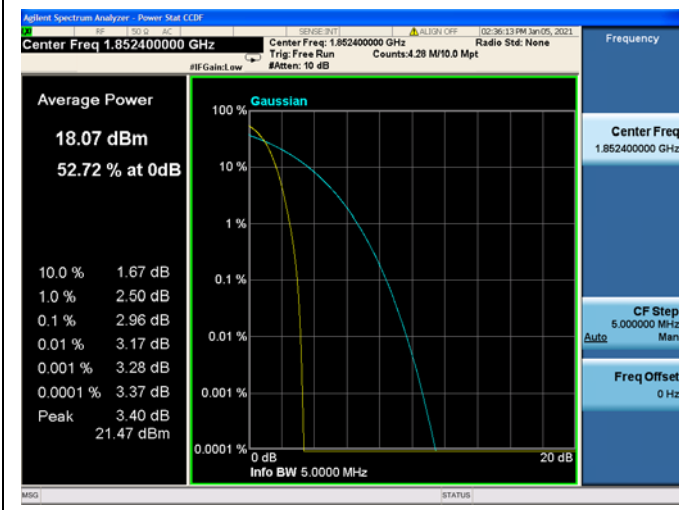 Agilent Spectrum Analyzer - Power Stat CCDF
RF 50 Ω AC SENSE:INT ALIGN OFF 02:36:13 PM Jan 05, 2021
Center Freq 1.852400000 GHz
Center Freq: 1.852400000 GHz Radio Std: None
Trig: Free Run Counts:4.28 M/10.0 Mpt
#IFGain:Low #Atten: 10 dB
Frequency
Average Power
18.07 dBm
52.72 % at 0dB
10.0 % 1.67 dB
1.0 % 2.50 dB
0.1 % 2.96 dB
0.01 % 3.17 dB
0.001 % 3.28 dB
0.0001 % 3.37 dB
Peak 3.40 dB
21.47 dBm
Gaussian
100 %
10 %
1 %
0.1 %
0.01 %
0.001 %
0.0001 %
0 dB 20 dB
Info BW 5.0000 MHz
Center Freq
1.852400000 GHz
CF Step
5.000000 MHz
Auto Man
Freq Offset
0 Hz
MSG STATUS